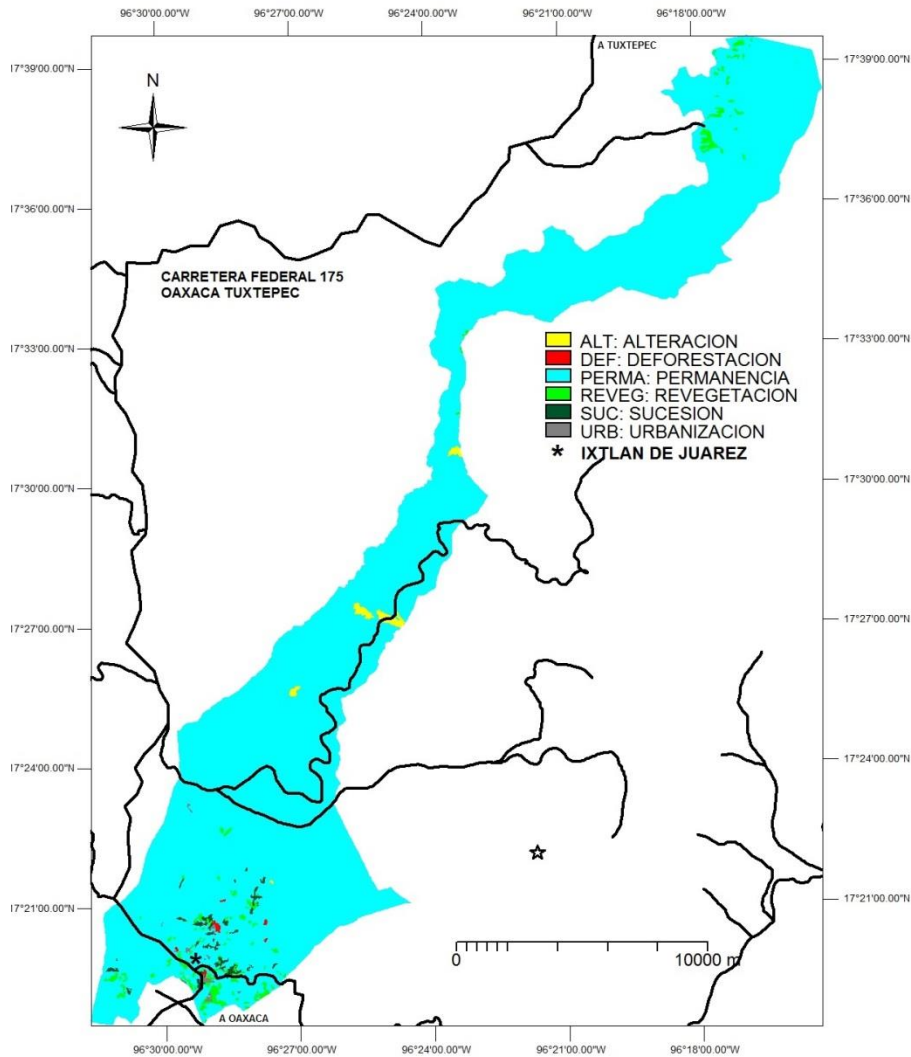 96°30'00.00"W 96°27'00.00"W 96°24'00.00"W 96°21'00.00"W 96°18'00.00"W
A TUXTEPEC
17°39'00.00"N 17°39'00.00"N
N
17°36'00.00"N 17°36'00.00"N
CARRETERA FEDERAL 175
OAXACA TUXTEPEC
17°33'00.00"N 17°33'00.00"N
ALT: ALTERACION
DEF: DEFORESTACION
PERMA: PERMANENCIA
REVEG: REVEGETACION
SUC: SUCESION
URB: URBANIZACION
* IXTLAN DE JUAREZ
17°30'00.00"N 17°30'00.00"N
17°27'00.00"N 17°27'00.00"N
17°24'00.00"N 17°24'00.00"N
17°21'00.00"N 17°21'00.00"N
*
0 10000 m
A OAXACA
96°30'00.00"W 96°27'00.00"W 96°24'00.00"W 96°21'00.00"W 96°18'00.00"W